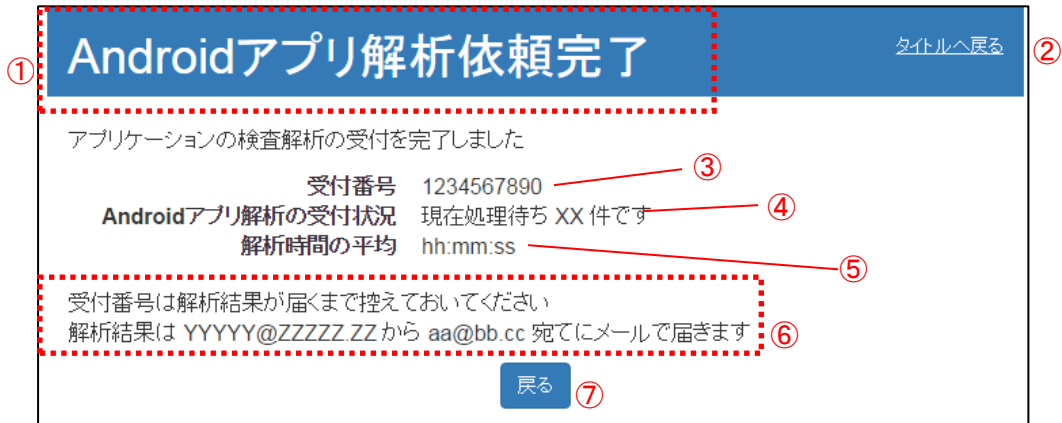 ① Androidアプリ解析依頼完了 タイトルへ戻る ②
アプリケーションの検査解析の受付を完了しました
受付番号 1234567890 ③
Androidアプリ解析の受付状況 現在処理待ち XX 件です ④
解析時間の平均 hh:mm:ss ⑤
受付番号は解析結果が届くまで控えておいてください
解析結果は YYYYY@ZZZZZ.ZZ から aa@bb.cc 宛てにメールで届きます ⑥
戻る ⑦